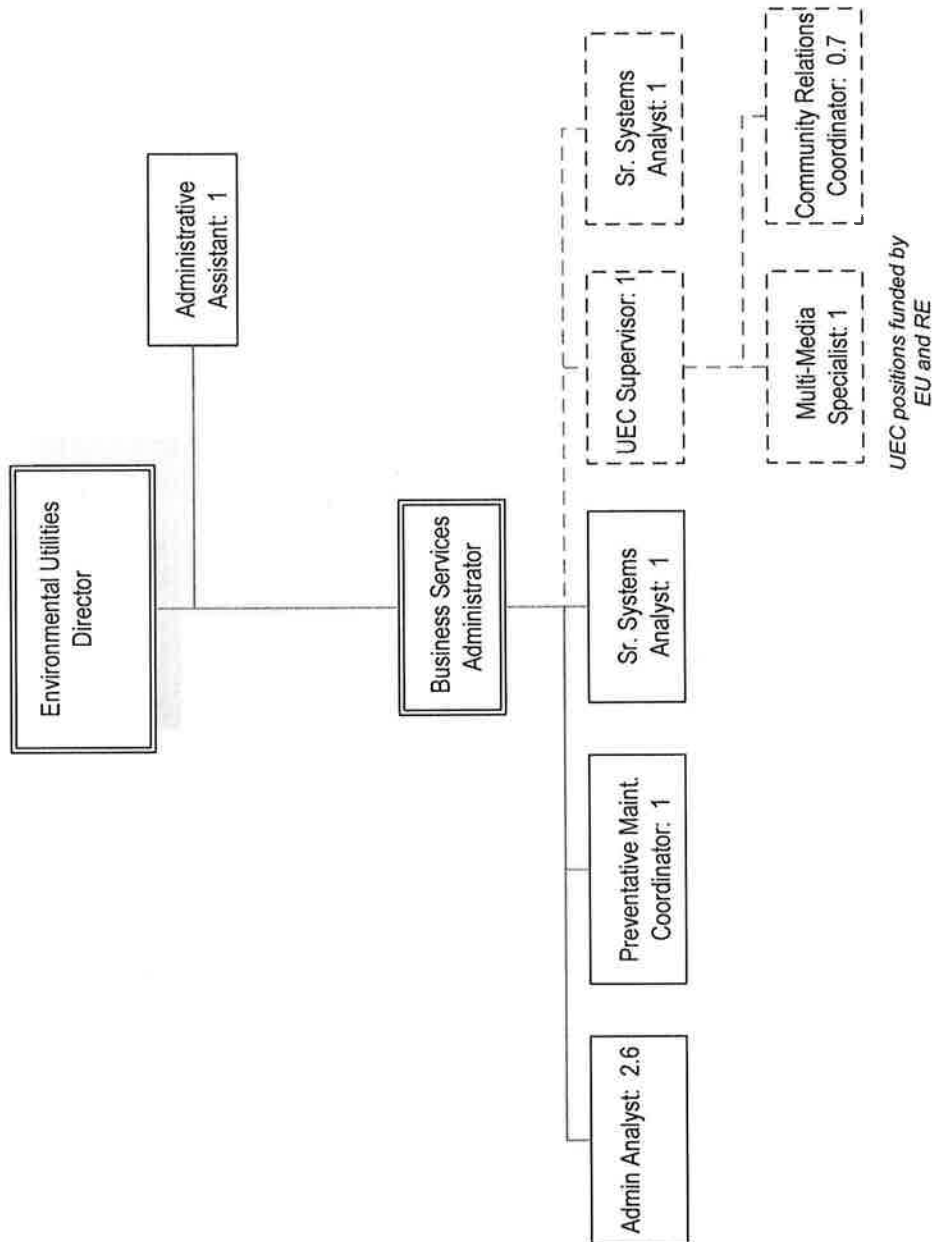 Environmental Utilities
Director
Administrative
Assistant: 1
Business Services
Administrator
Admin Analyst: 2.6
Preventative Maint.
Coordinator: 1
Sr. Systems
Analyst: 1
UEC Supervisor: 1
Sr. Systems
Analyst: 1
Multi-Media
Specialist: 1
Community Relations
Coordinator: 0.7
UEC positions funded by
EU and RE